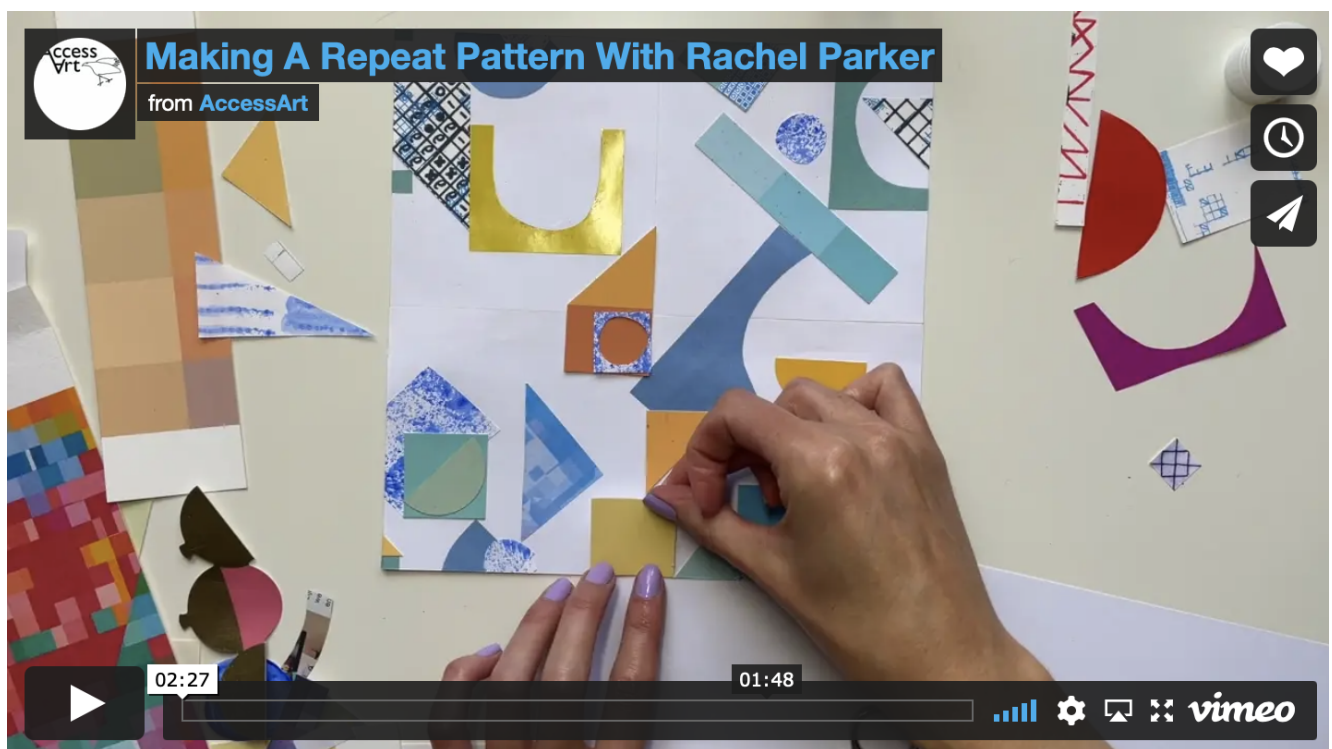 Access
Art
Making A Repeat Pattern With Rachel Parker
from AccessArt
02:27
01:48
vimeo